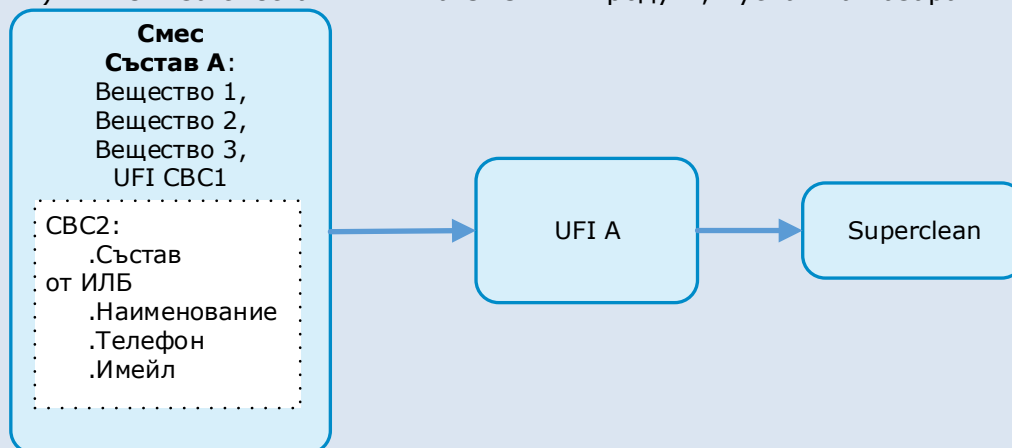 Смес
Състав А:
Вещество 1,
Вещество 2,
Вещество 3,
UFI СВС1
СВС2:
.Състав
от ИЛБ
.Наименование
.Телефон
.Имейл
UFI A
Superclean